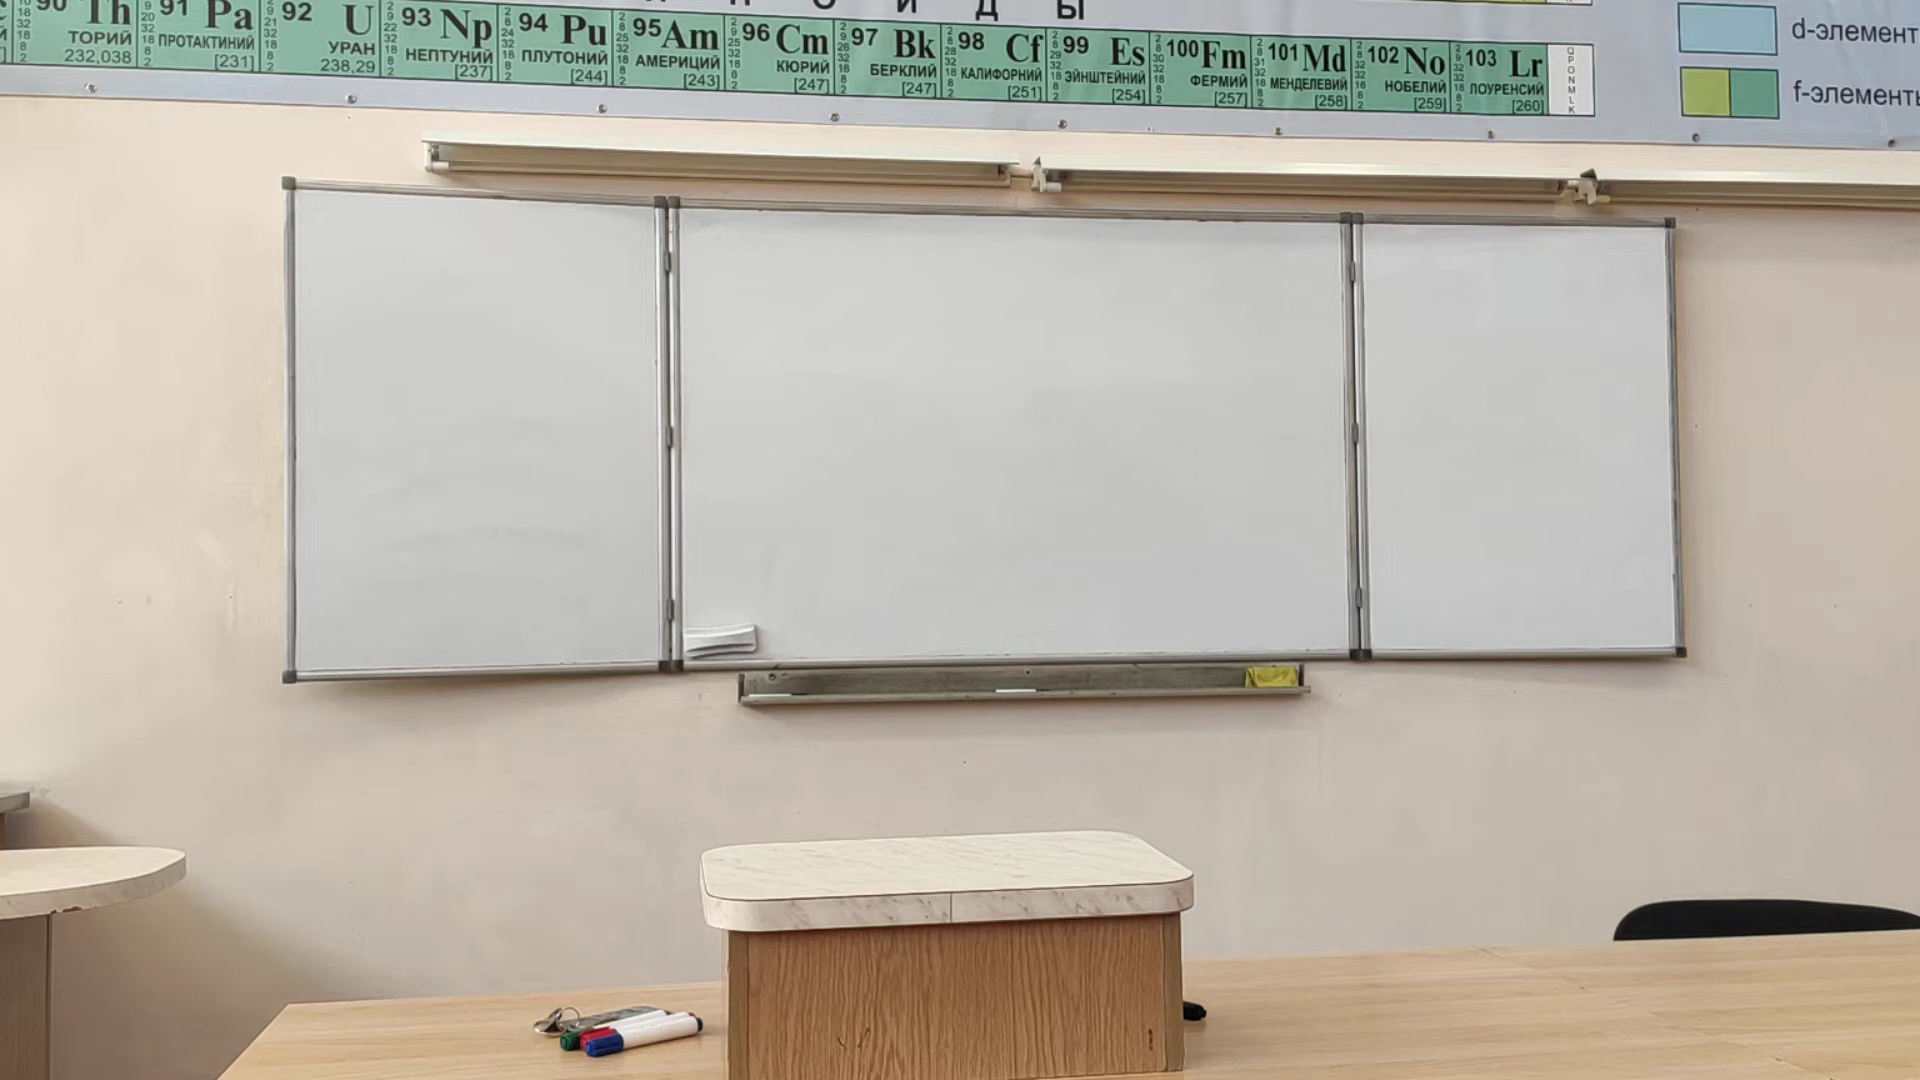 О И Д Ы
90 Th ТОРИЙ 232,038
91 Pa ПРОТАКТИНИЙ [231]
92 U УРАН 238,29
93 Np НЕПТУНИЙ [237]
94 Pu ПЛУТОНИЙ [244]
95 Am АМЕРИЦИЙ [243]
96 Cm КЮРИЙ [247]
97 Bk БЕРКЛИЙ [247]
98 Cf КАЛИФОРНИЙ [251]
99 Es ЭЙНШТЕЙНИЙ [254]
100 Fm ФЕРМИЙ [257]
101 Md МЕНДЕЛЕВИЙ [258]
102 No НОБЕЛИЙ [259]
103 Lr ЛОУРЕНСИЙ [260]
Q P O N M L K
d-элемент
f-элементы